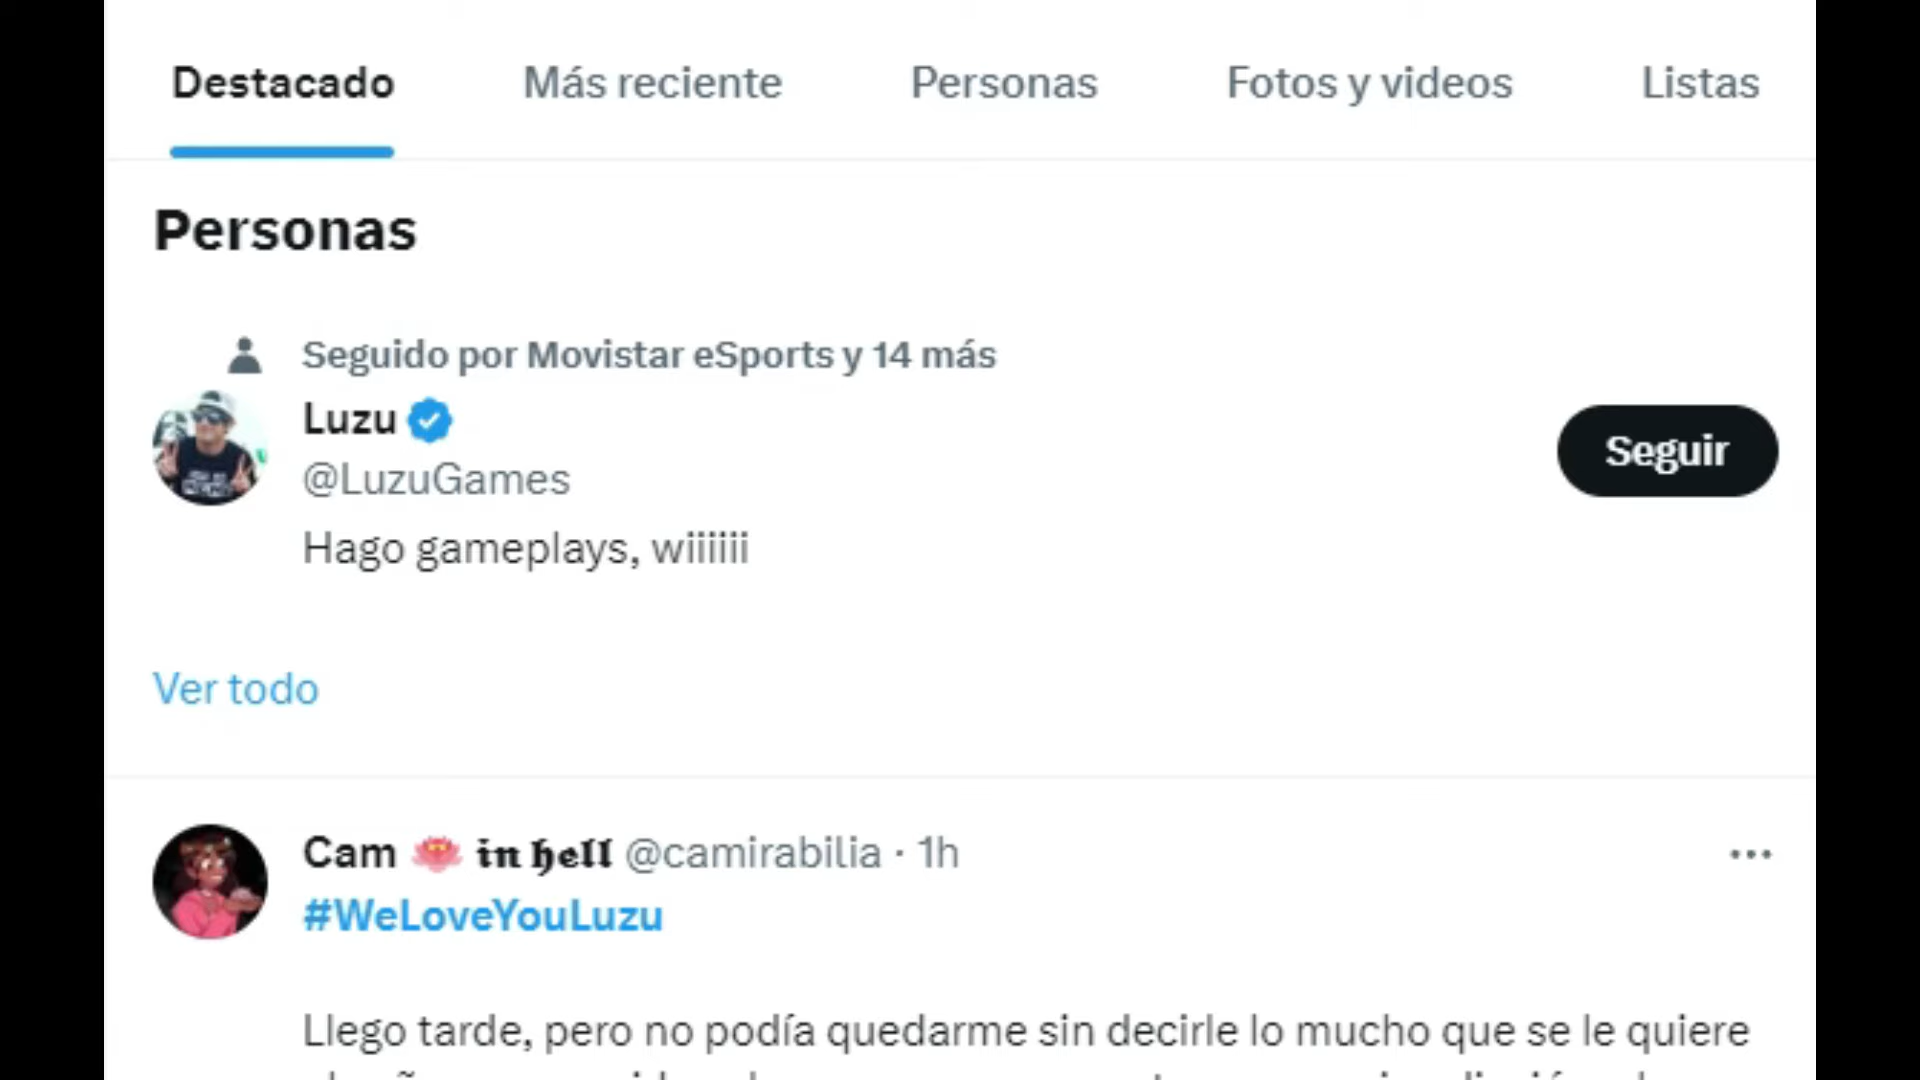 Destacado Más reciente Personas Fotos y videos Listas
Personas
Seguido por Movistar eSports y 14 más
Luzu
@LuzuGames
Seguir
Hago gameplays, wiiiiii
Ver todo
Cam 🪷 𝖎𝖓 𝖍𝖊𝖑𝖑 @camirabilia · 1h
#WeLoveYouLuzu
Llego tarde, pero no podía quedarme sin decirle lo mucho que se le quiere